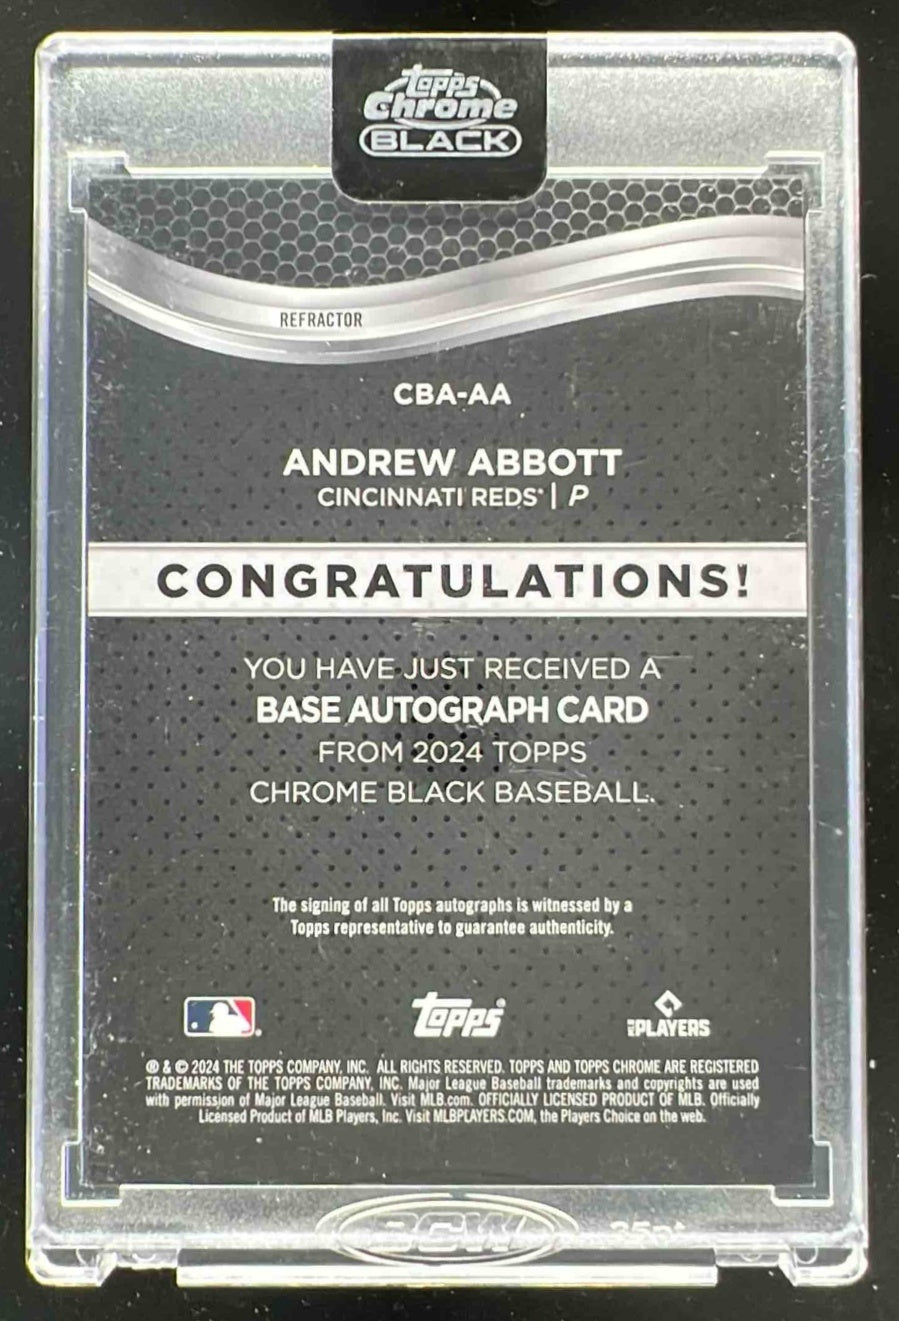 Topps
Chrome
BLACK
REFRACTOR
CBA-AA
ANDREW ABBOTT
CINCINNATI REDS® | P
CONGRATULATIONS!
YOU HAVE JUST RECEIVED A
BASE AUTOGRAPH CARD
FROM 2024 TOPPS
CHROME BLACK BASEBALL.
The signing of all Topps autographs is witnessed by a
Topps representative to guarantee authenticity.
Topps®
MLBPLAYERS
® & © 2024 THE TOPPS COMPANY, INC. ALL RIGHTS RESERVED. TOPPS AND TOPPS CHROME ARE REGISTERED
TRADEMARKS OF THE TOPPS COMPANY, INC. Major League Baseball trademarks and copyrights are used
with permission of Major League Baseball. Visit MLB.com. OFFICIALLY LICENSED PRODUCT OF MLB. Officially
Licensed Product of MLB Players, Inc. Visit MLBPLAYERS.COM, the Players Choice on the web.
BCW 35pt